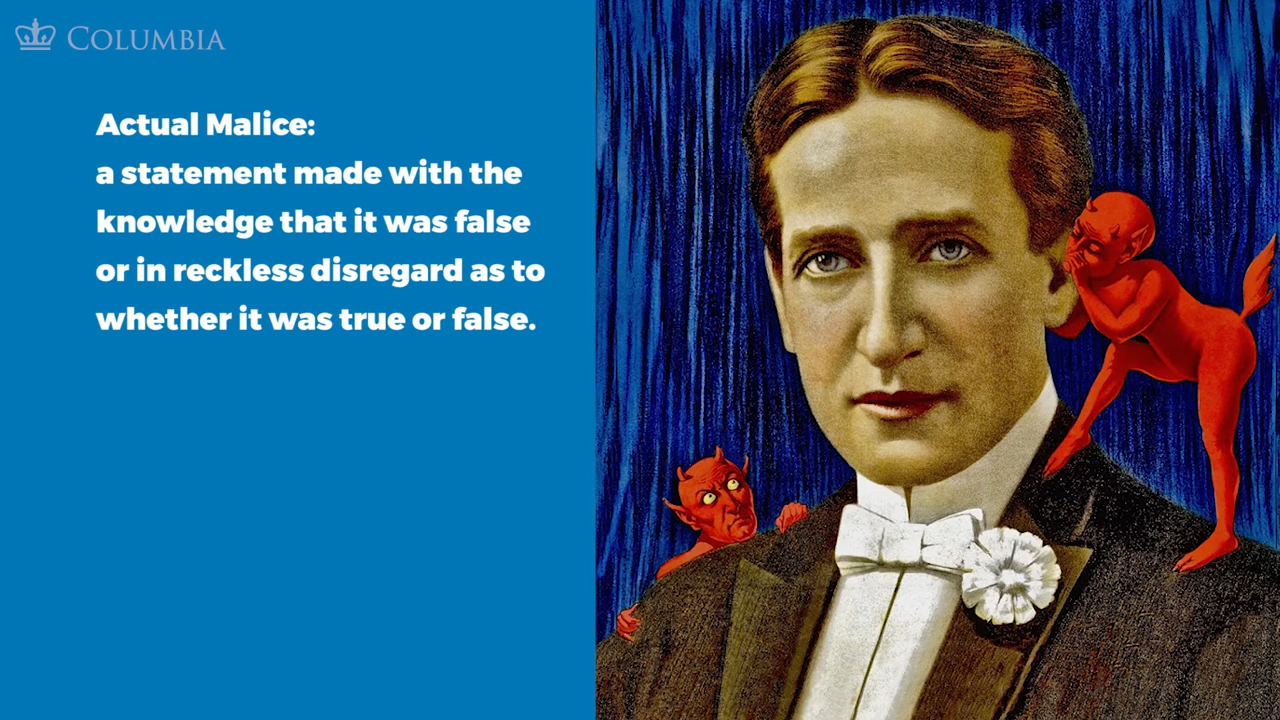 COLUMBIA
Actual Malice:
a statement made with the
knowledge that it was false
or in reckless disregard as to
whether it was true or false.